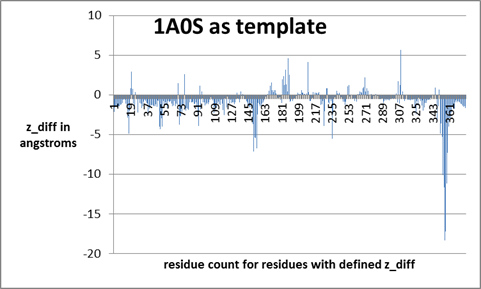 1A0S as template
10
5
0
-5
-10
-15
-20
z_diff in
angstroms
1 19 37 55 73 91 109 127 145 163 181 199 217 235 253 271 289 307 325 343 361
residue count for residues with defined z_diff